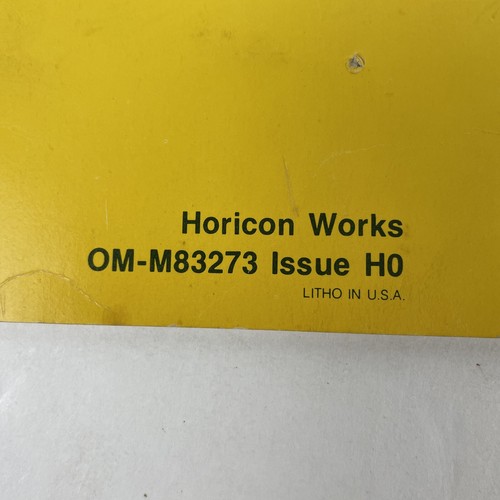 Horicon Works
OM-M83273 Issue H0
LITHO IN U.S.A.